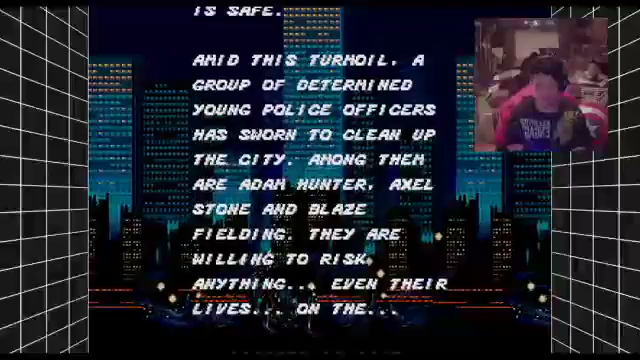 IS SAFE.
AMID THIS TURMOIL, A
GROUP OF DETERMINED
YOUNG POLICE OFFICERS
HAS SWORN TO CLEAN UP
THE CITY. AMONG THEM
ARE ADAM HUNTER, AXEL
STONE AND BLAZE
FIELDING. THEY ARE
WILLING TO RISK
ANYTHING... EVEN THEIR
LIVES... ON THE...